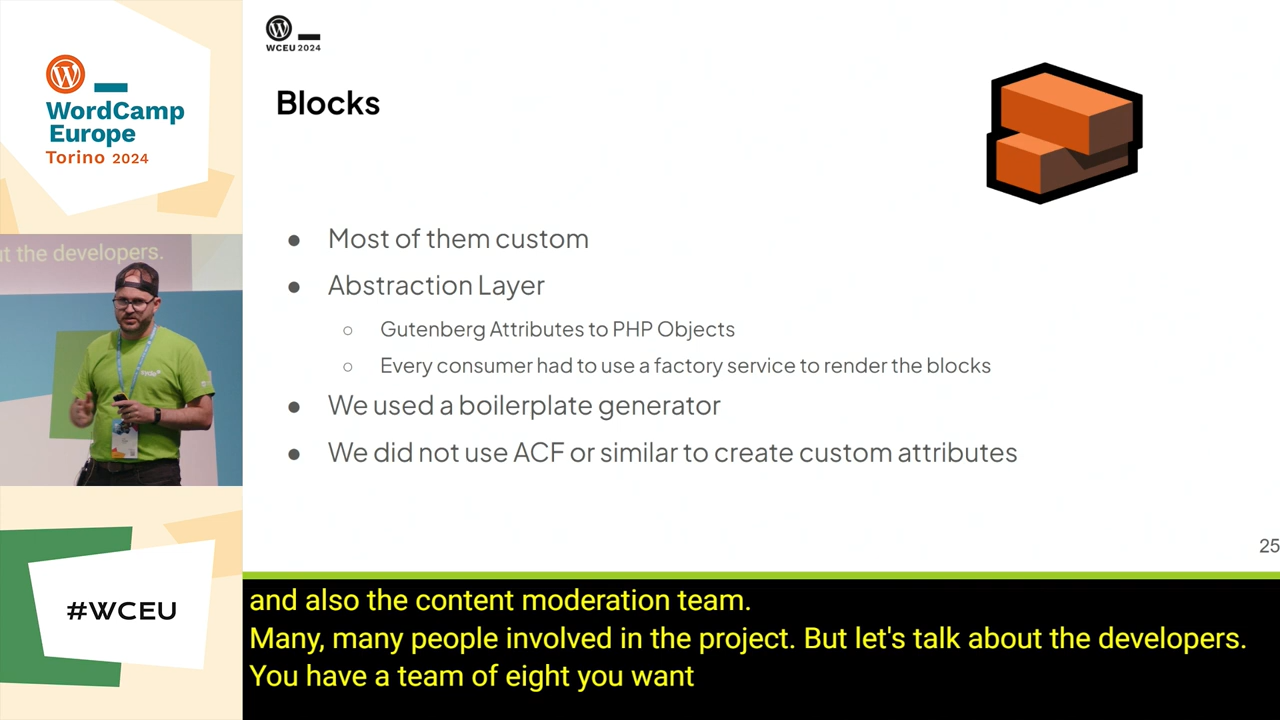 WordCamp
Europe
Torino 2024
ut the developers.
#WCEU
WCEU 2024
Blocks
● Most of them custom
● Abstraction Layer
○ Gutenberg Attributes to PHP Objects
○ Every consumer had to use a factory service to render the blocks
● We used a boilerplate generator
● We did not use ACF or similar to create custom attributes
25
and also the content moderation team.
Many, many people involved in the project. But let's talk about the developers.
You have a team of eight you want